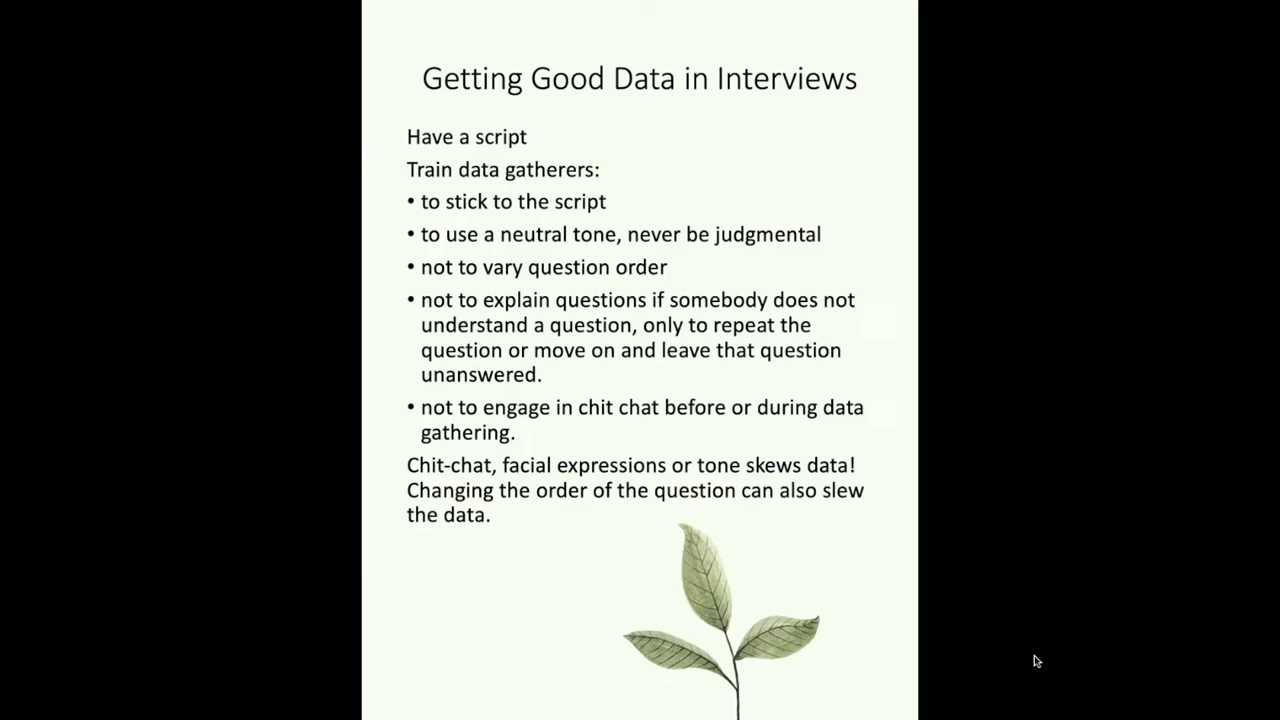 Getting Good Data in Interviews
Have a script
Train data gatherers:
• to stick to the script
• to use a neutral tone, never be judgmental
• not to vary question order
• not to explain questions if somebody does not
understand a question, only to repeat the
question or move on and leave that question
unanswered.
• not to engage in chit chat before or during data
gathering.
Chit-chat, facial expressions or tone skews data!
Changing the order of the question can also slew
the data.